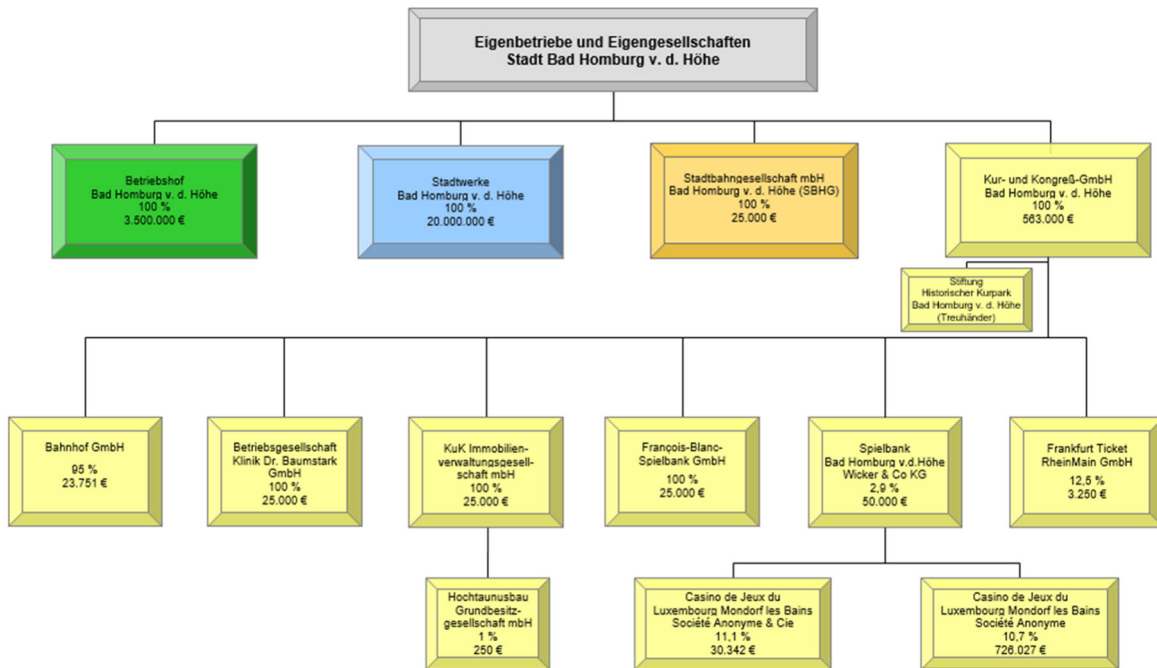 Eigenbetriebe und Eigengesellschaften
Stadt Bad Homburg v. d. Höhe
Betriebshof
Bad Homburg v. d. Höhe
100 %
3.500.000 €
Stadtwerke
Bad Homburg v. d. Höhe
100 %
20.000.000 €
Stadtbahngesellschaft mbH
Bad Homburg v. d. Höhe (SBHG)
100 %
25.000 €
Kur- und Kongreß-GmbH
Bad Homburg v. d. Höhe
100 %
563.000 €
Stiftung
Historischer Kurpark
Bad Homburg v. d. Höhe
(Treuhänder)
Bahnhof GmbH
95 %
23.751 €
Betriebsgesellschaft
Klinik Dr. Baumstark
GmbH
100 %
25.000 €
KuK Immobilien-
verwaltungsgesell-
schaft mbH
100 %
25.000 €
François-Blanc-
Spielbank GmbH
100 %
25.000 €
Spielbank
Bad Homburg v.d.Höhe
Wicker & Co KG
2,9 %
50.000 €
Frankfurt Ticket
RheinMain GmbH
12,5 %
3.250 €
Hochtaunusbau
Grundbesitz-
gesellschaft mbH
1 %
250 €
Casino de Jeux du
Luxembourg Mondorf les Bains
Société Anonyme & Cie
11,1 %
30.342 €
Casino de Jeux du
Luxembourg Mondorf les Bains
Société Anonyme
10,7 %
726.027 €